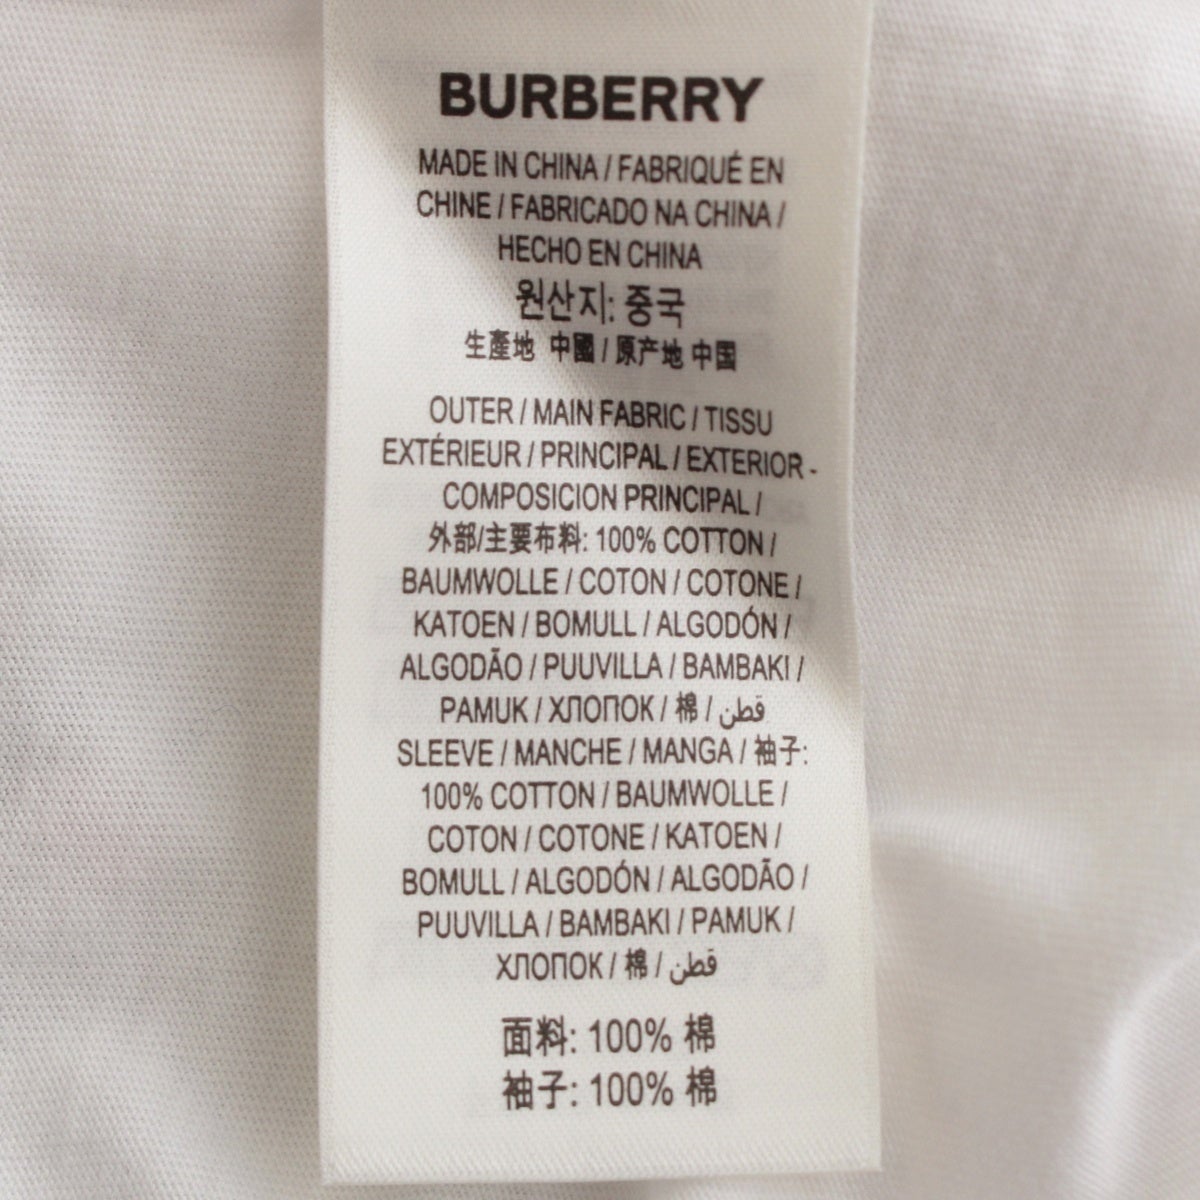 BURBERRY
MADE IN CHINA / FABRIQUÉ EN
CHINE / FABRICADO NA CHINA /
HECHO EN CHINA
원산지: 중국
生產地 中國 / 原产地 中国
OUTER / MAIN FABRIC / TISSU
EXTÉRIEUR / PRINCIPAL / EXTERIOR -
COMPOSICION PRINCIPAL /
外部/主要布料: 100% COTTON /
BAUMWOLLE / COTON / COTONE /
KATOEN / BOMULL / ALGODÓN /
ALGODÃO / PUUVILLA / BAMBAKI /
PAMUK / ХЛОПОК / 棉 / قطن
SLEEVE / MANCHE / MANGA / 袖子:
100% COTTON / BAUMWOLLE /
COTON / COTONE / KATOEN /
BOMULL / ALGODÓN / ALGODÃO /
PUUVILLA / BAMBAKI / PAMUK /
ХЛОПОК / 棉 / قطن
面料: 100% 棉
袖子: 100% 棉